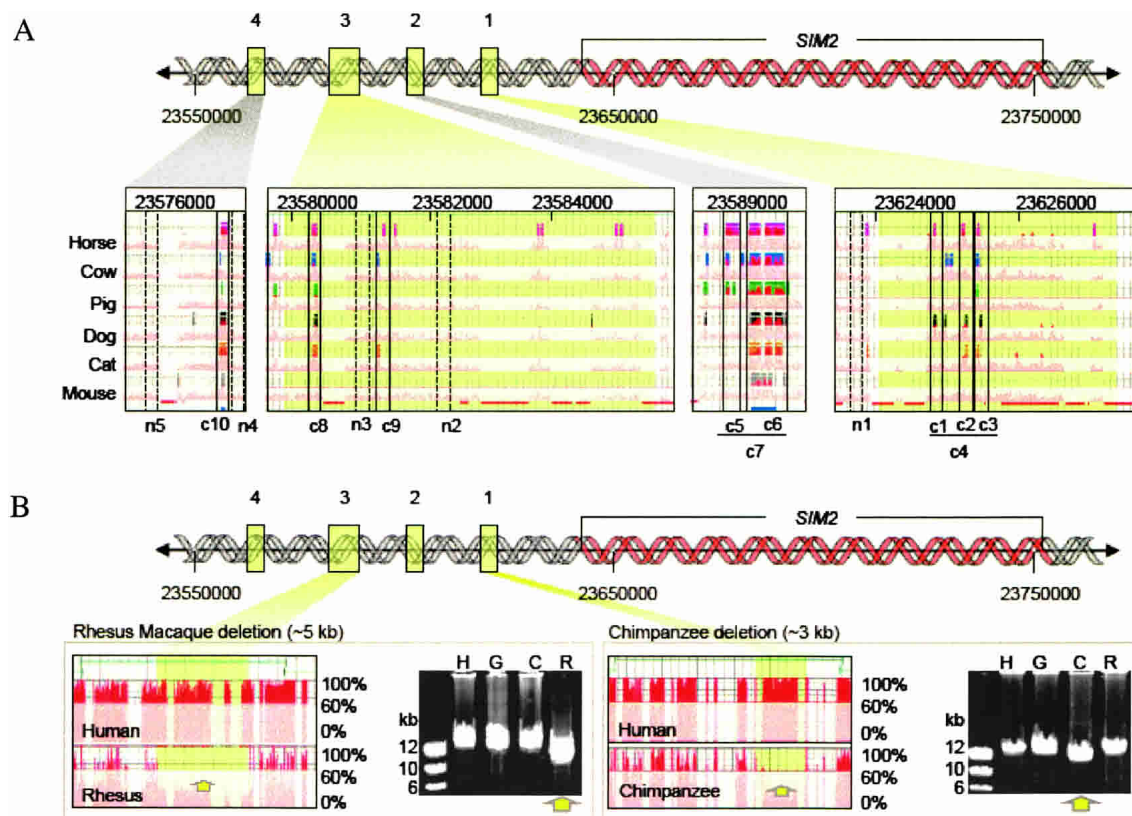 A
4 3 2 1
SIM2
23550000 23650000 23750000
23576000 23580000 23582000 23584000 23589000 23624000 23626000
Horse
Cow
Pig
Dog
Cat
Mouse
n5 c10 n4 c8 n3 c9 n2 c5 c6 n1 c1 c2 c3
c7 c4
B
4 3 2 1
SIM2
23550000 23650000 23750000
Rhesus Macaque deletion (~5 kb) Chimpanzee deletion (~3 kb)
H G C R H G C R
100% 100%
60% 60%
Human 0% kb Human 0% kb
12 12
100% 100%
10 10
60% 60%
6 6
Rhesus 0% Chimpanzee 0%